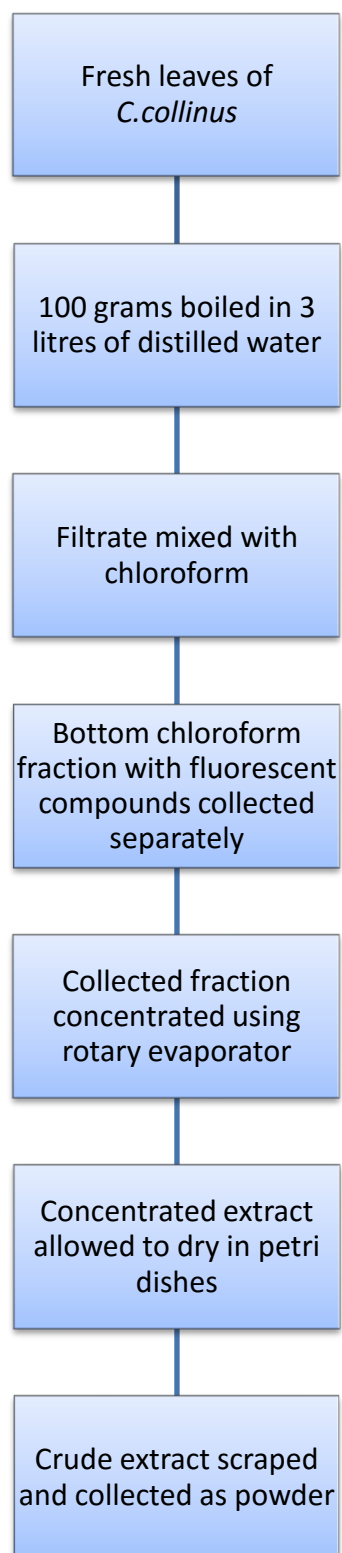 Fresh leaves of
C.collinus
100 grams boiled in 3
litres of distilled water
Filtrate mixed with
chloroform
Bottom chloroform
fraction with fluorescent
compounds collected
separately
Collected fraction
concentrated using
rotary evaporator
Concentrated extract
allowed to dry in petri
dishes
Crude extract scraped
and collected as powder